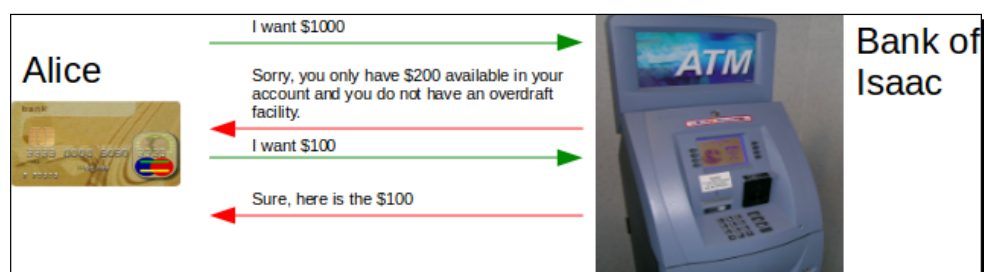 I want $1000
Alice
Bank of
Isaac
ATM
Sorry, you only have $200 available in your
account and you do not have an overdraft
facility.
bank
I want $100
Sure, here is the $100